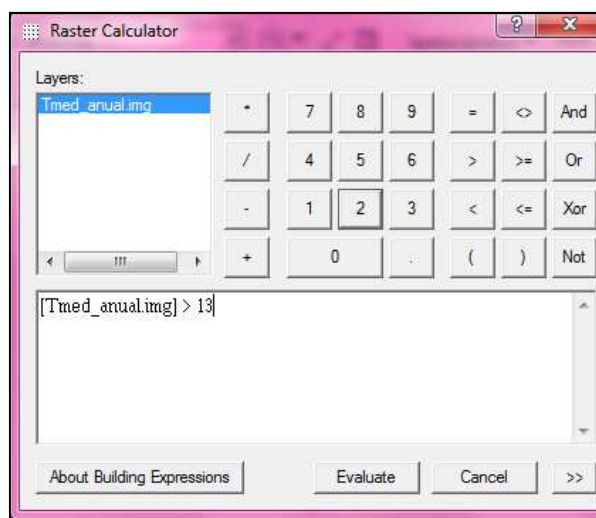 Raster Calculator
?
X
Layers:
Tmed_anual.img
* 7 8 9 = <> And
/ 4 5 6 > >= Or
- 1 2 3 < <= Xor
+ 0 . ( ) Not
[Tmed_anual.img] > 13
About Building Expressions Evaluate Cancel >>